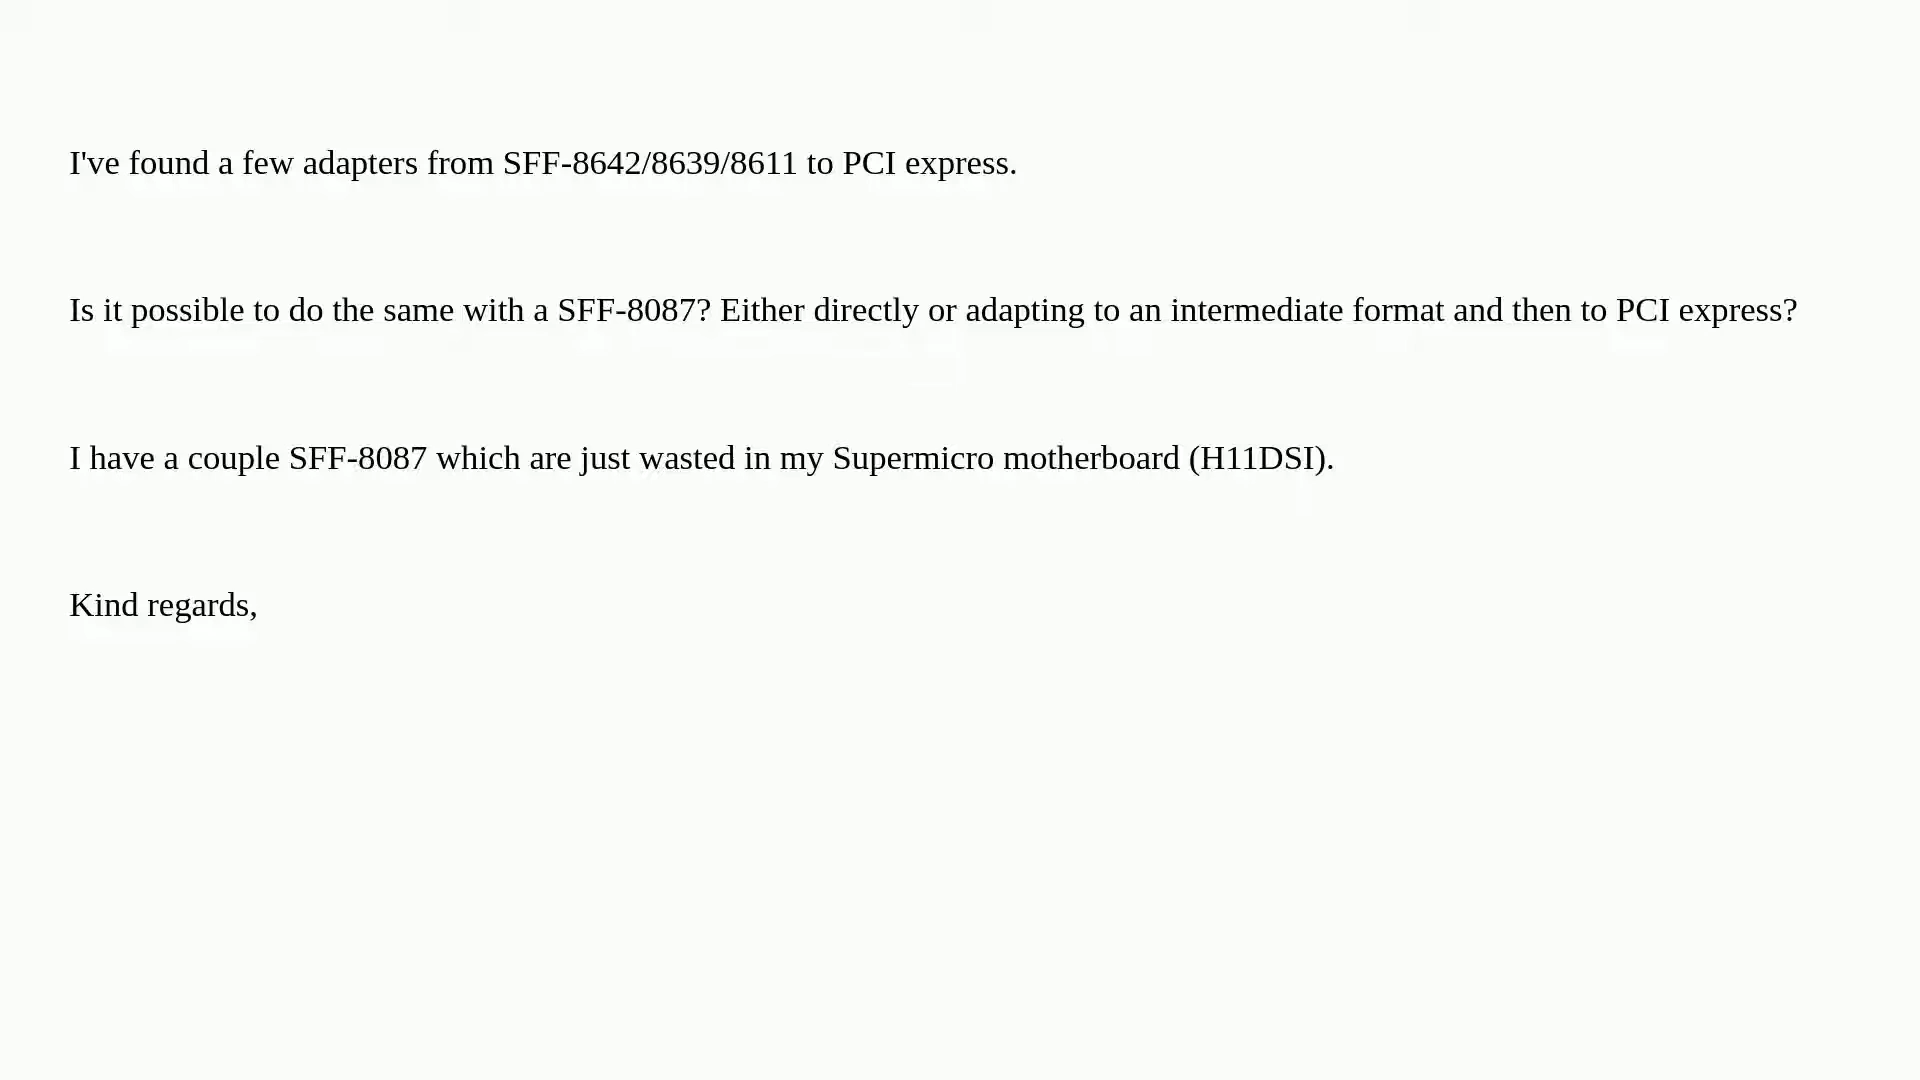 I've found a few adapters from SFF-8642/8639/8611 to PCI express.
Is it possible to do the same with a SFF-8087? Either directly or adapting to an intermediate format and then to PCI express?
I have a couple SFF-8087 which are just wasted in my Supermicro motherboard (H11DSI).
Kind regards,